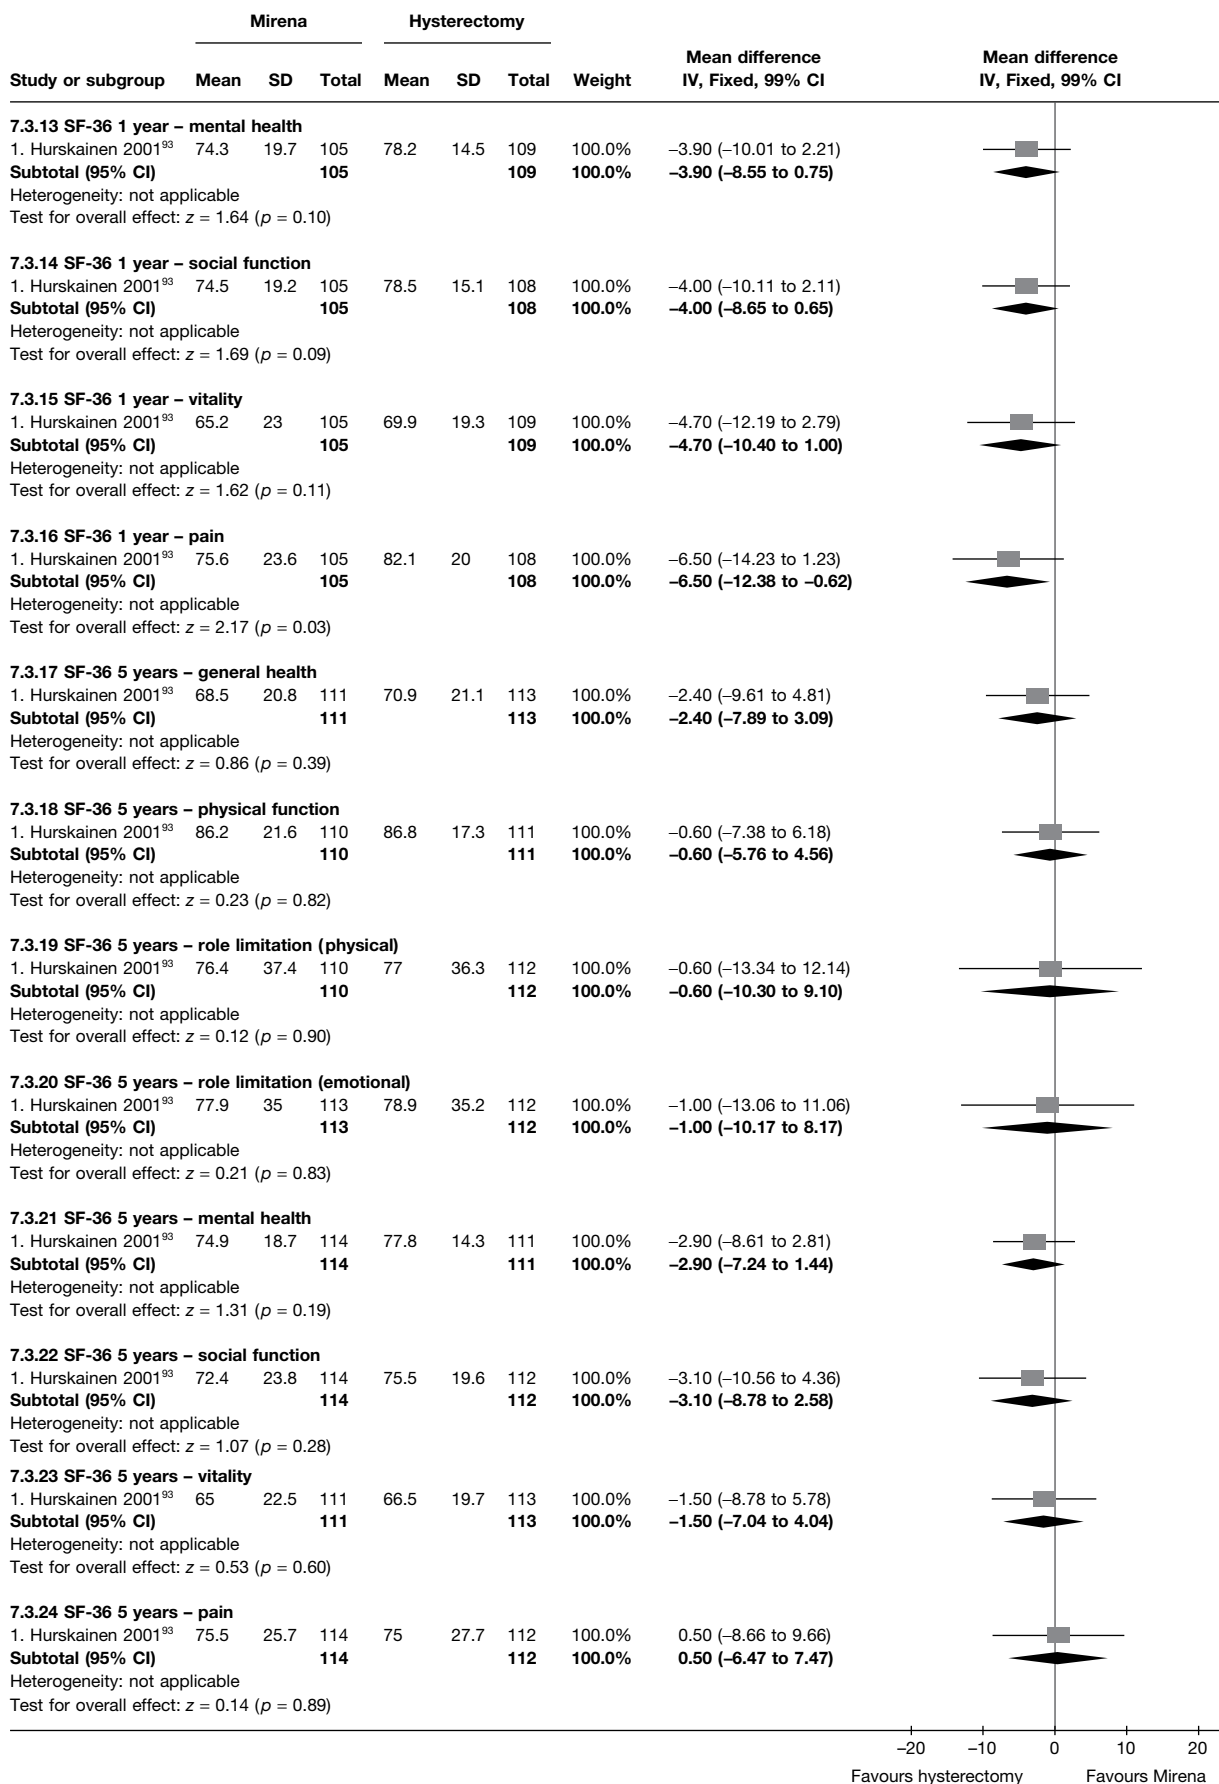 Mirena Hysterectomy
Mean difference Mean difference
Study or subgroup Mean SD Total Mean SD Total Weight IV, Fixed, 99% CI IV, Fixed, 99% CI
7.3.13 SF-36 1 year – mental health
1. Hurskainen 2001⁹³ 74.3 19.7 105 78.2 14.5 109 100.0% –3.90 (–10.01 to 2.21)
Subtotal (95% CI) 105 109 100.0% –3.90 (–8.55 to 0.75)
Heterogeneity: not applicable
Test for overall effect: z = 1.64 (p = 0.10)
7.3.14 SF-36 1 year – social function
1. Hurskainen 2001⁹³ 74.5 19.2 105 78.5 15.1 108 100.0% –4.00 (–10.11 to 2.11)
Subtotal (95% CI) 105 108 100.0% –4.00 (–8.65 to 0.65)
Heterogeneity: not applicable
Test for overall effect: z = 1.69 (p = 0.09)
7.3.15 SF-36 1 year – vitality
1. Hurskainen 2001⁹³ 65.2 23 105 69.9 19.3 109 100.0% –4.70 (–12.19 to 2.79)
Subtotal (95% CI) 105 109 100.0% –4.70 (–10.40 to 1.00)
Heterogeneity: not applicable
Test for overall effect: z = 1.62 (p = 0.11)
7.3.16 SF-36 1 year – pain
1. Hurskainen 2001⁹³ 75.6 23.6 105 82.1 20 108 100.0% –6.50 (–14.23 to 1.23)
Subtotal (95% CI) 105 108 100.0% –6.50 (–12.38 to –0.62)
Heterogeneity: not applicable
Test for overall effect: z = 2.17 (p = 0.03)
7.3.17 SF-36 5 years – general health
1. Hurskainen 2001⁹³ 68.5 20.8 111 70.9 21.1 113 100.0% –2.40 (–9.61 to 4.81)
Subtotal (95% CI) 111 113 100.0% –2.40 (–7.89 to 3.09)
Heterogeneity: not applicable
Test for overall effect: z = 0.86 (p = 0.39)
7.3.18 SF-36 5 years – physical function
1. Hurskainen 2001⁹³ 86.2 21.6 110 86.8 17.3 111 100.0% –0.60 (–7.38 to 6.18)
Subtotal (95% CI) 110 111 100.0% –0.60 (–5.76 to 4.56)
Heterogeneity: not applicable
Test for overall effect: z = 0.23 (p = 0.82)
7.3.19 SF-36 5 years – role limitation (physical)
1. Hurskainen 2001⁹³ 76.4 37.4 110 77 36.3 112 100.0% –0.60 (–13.34 to 12.14)
Subtotal (95% CI) 110 112 100.0% –0.60 (–10.30 to 9.10)
Heterogeneity: not applicable
Test for overall effect: z = 0.12 (p = 0.90)
7.3.20 SF-36 5 years – role limitation (emotional)
1. Hurskainen 2001⁹³ 77.9 35 113 78.9 35.2 112 100.0% –1.00 (–13.06 to 11.06)
Subtotal (95% CI) 113 112 100.0% –1.00 (–10.17 to 8.17)
Heterogeneity: not applicable
Test for overall effect: z = 0.21 (p = 0.83)
7.3.21 SF-36 5 years – mental health
1. Hurskainen 2001⁹³ 74.9 18.7 114 77.8 14.3 111 100.0% –2.90 (–8.61 to 2.81)
Subtotal (95% CI) 114 111 100.0% –2.90 (–7.24 to 1.44)
Heterogeneity: not applicable
Test for overall effect: z = 1.31 (p = 0.19)
7.3.22 SF-36 5 years – social function
1. Hurskainen 2001⁹³ 72.4 23.8 114 75.5 19.6 112 100.0% –3.10 (–10.56 to 4.36)
Subtotal (95% CI) 114 112 100.0% –3.10 (–8.78 to 2.58)
Heterogeneity: not applicable
Test for overall effect: z = 1.07 (p = 0.28)
7.3.23 SF-36 5 years – vitality
1. Hurskainen 2001⁹³ 65 22.5 111 66.5 19.7 113 100.0% –1.50 (–8.78 to 5.78)
Subtotal (95% CI) 111 113 100.0% –1.50 (–7.04 to 4.04)
Heterogeneity: not applicable
Test for overall effect: z = 0.53 (p = 0.60)
7.3.24 SF-36 5 years – pain
1. Hurskainen 2001⁹³ 75.5 25.7 114 75 27.7 112 100.0% 0.50 (–8.66 to 9.66)
Subtotal (95% CI) 114 112 100.0% 0.50 (–6.47 to 7.47)
Heterogeneity: not applicable
Test for overall effect: z = 0.14 (p = 0.89)
–20 –10 0 10 20
Favours hysterectomy Favours Mirena